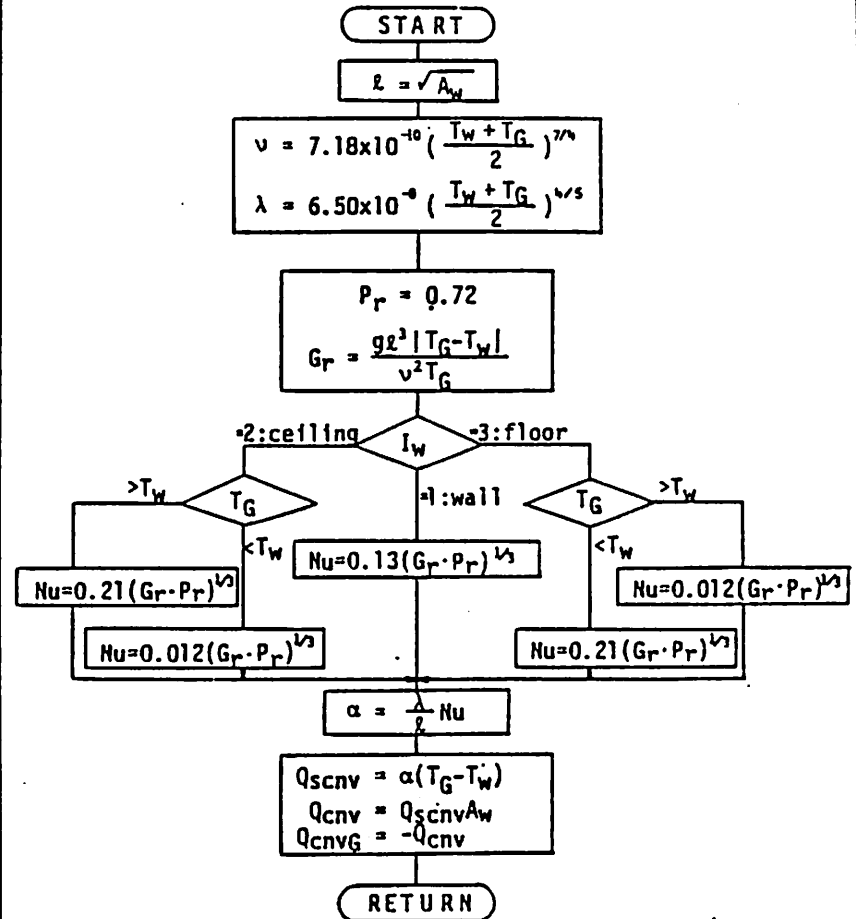 START
ℓ = √A_w
ν = 7.18x10^-10 ( (T_W + T_G) / 2 )^7/4
λ = 6.50x10^-8 ( (T_W + T_G) / 2 )^4/5
P_r = 0.72
G_r = gℓ³|T_G-T_W| / ν²T_G
=2:ceiling
I_W
=3:floor
=1:wall
>T_W
T_G
<T_W
T_G
>T_W
<T_W
Nu=0.13(G_r·P_r)^1/3
Nu=0.21(G_r·P_r)^1/3
Nu=0.012(G_r·P_r)^1/3
Nu=0.012(G_r·P_r)^1/3
Nu=0.21(G_r·P_r)^1/3
α = λ/ℓ Nu
Q_scnv = α(T_G-T_W)
Q_cnv = Q_scnv A_W
Q_cnvG = -Q_cnv
RETURN